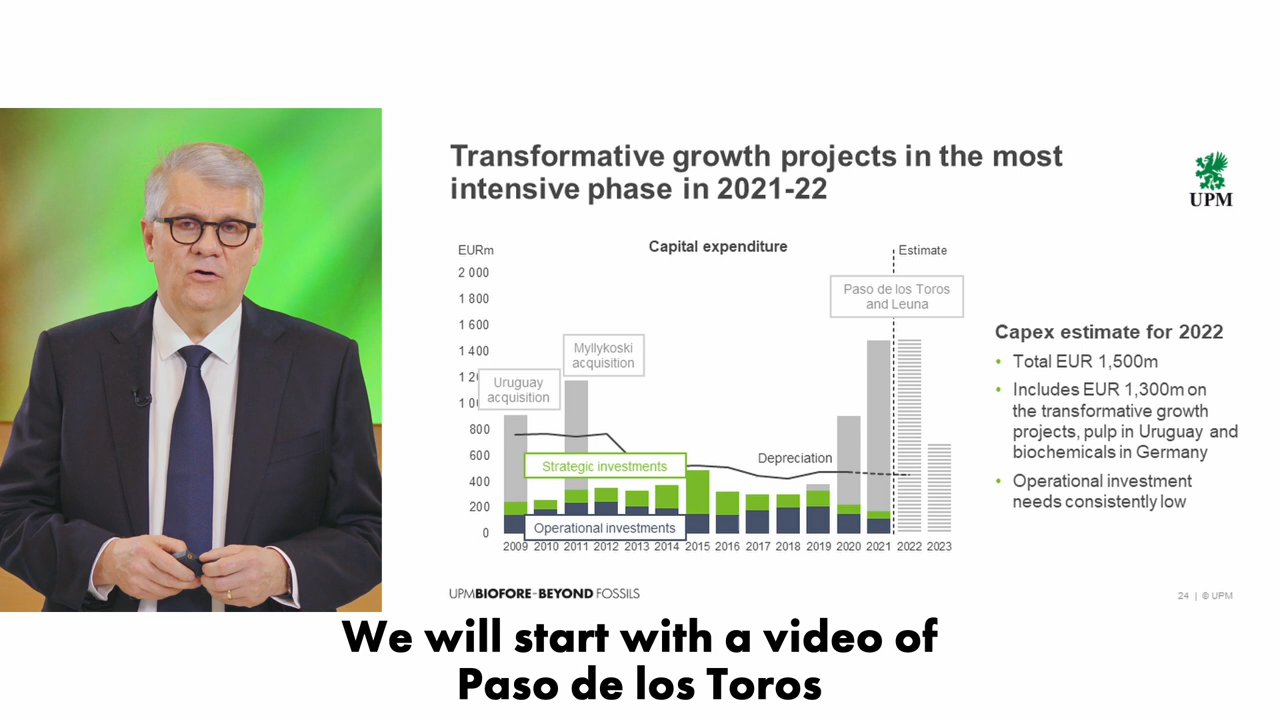 Transformative growth projects in the most
intensive phase in 2021-22
UPM
EURm
Capital expenditure
Estimate
2 000
1 800
1 600
1 400
1 000
800
600
400
200
0
Paso de los Toros
and Leuna
Myllykoski
acquisition
Uruguay
acquisition
Depreciation
Strategic investments
Operational investments
2009 2010 2011 2012 2013 2014 2015 2016 2017 2018 2019 2020 2021 2022 2023
Capex estimate for 2022
• Total EUR 1,500m
• Includes EUR 1,300m on
the transformative growth
projects, pulp in Uruguay and
biochemicals in Germany
• Operational investment
needs consistently low
UPM BIOFORE-BEYOND FOSSILS
24 | © UPM
We will start with a video of
Paso de los Toros